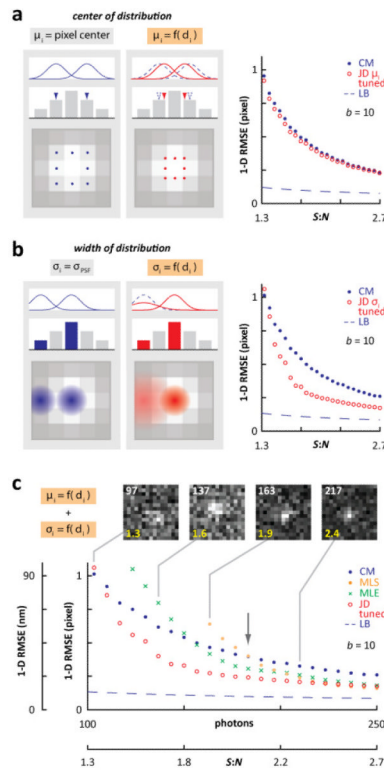 a
center of distribution
μi = pixel center
μi = f( di )
CM
JD μi
tuned
LB
b = 10
1
0
1-D RMSE (pixel)
1.3
S:N
2.7
b
width of distribution
σi = σPSF
σi = f( di )
CM
JD σi
tuned
LB
b = 10
1
0
1-D RMSE (pixel)
1.3
S:N
2.7
c
μi = f( di )
+
σi = f( di )
97
1.3
137
1.6
163
1.9
217
2.4
CM
MLS
MLE
JD
tuned
LB
b = 10
90
0
1-D RMSE (nm)
1
0
1-D RMSE (pixel)
100
photons
250
1.3
1.8
S:N
2.2
2.7